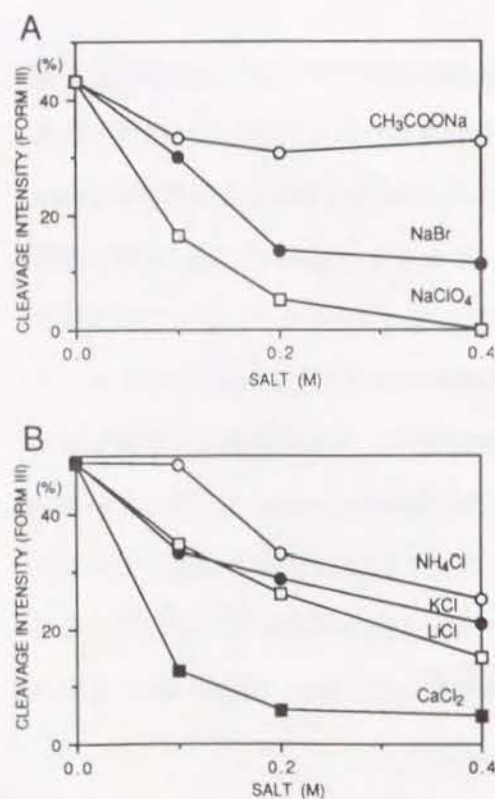 A
CLEAVAGE INTENSITY (FORM III)
(%)
40
20
0
CH₃COONa
NaBr
NaClO₄
0.0
0.2
0.4
SALT (M)
B
CLEAVAGE INTENSITY (FORM III)
(%)
40
20
0
NH₄Cl
KCl
LiCl
CaCl₂
0.0
0.2
0.4
SALT (M)